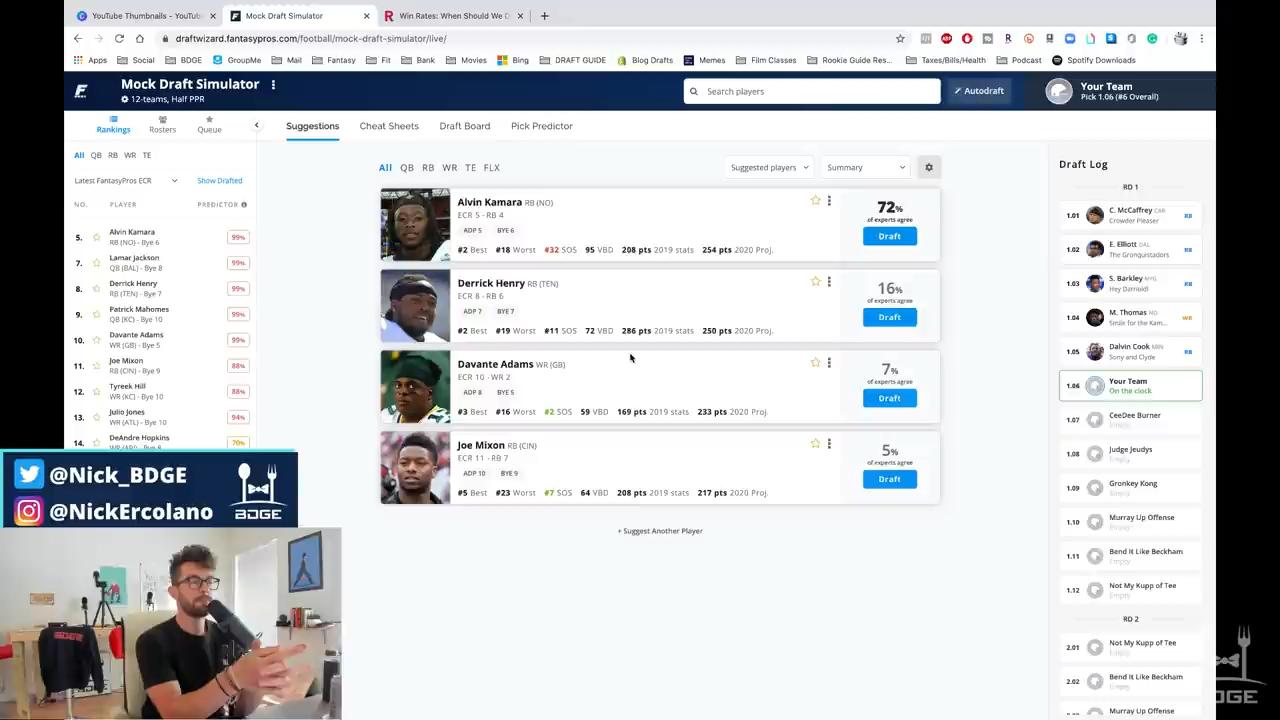 YouTube Thumbnails - YouTub
Mock Draft Simulator
Win Rates: When Should We D
draftwizard.fantasypros.com/football/mock-draft-simulator/live/
Apps Social BDGE GroupMe Mail Fantasy Fit Bank Movies Bing DRAFT GUIDE Blog Drafts Memes Film Classes Rookie Guide Res... Taxes/Bills/Health Podcast Spotify Downloads
Mock Draft Simulator
12-teams, Half PPR
Search players
Autodraft
Your Team
Pick 1.06 (#6 Overall)
Rankings Rosters Queue
Suggestions Cheat Sheets Draft Board Pick Predictor
All QB RB WR TE
Latest FantasyPros ECR
Show Drafted
NO. PLAYER PREDICTOR
5. Alvin Kamara 99%
RB (NO) - Bye 6
7. Lamar Jackson 99%
QB (BAL) - Bye 8
8. Derrick Henry 99%
RB (TEN) - Bye 7
9. Patrick Mahomes 99%
QB (KC) - Bye 10
10. Davante Adams 99%
WR (GB) - Bye 5
11. Joe Mixon 88%
RB (CIN) - Bye 9
12. Tyreek Hill 88%
WR (KC) - Bye 10
13. Julio Jones 94%
WR (ATL) - Bye 10
14. DeAndre Hopkins 70%
All QB RB WR TE FLX
Suggested players
Summary
Alvin Kamara RB (NO)
ECR 5 - RB 4
ADP 5 BYE 6
#2 Best #18 Worst #32 SOS 95 VBD 208 pts 2019 stats 254 pts 2020 Proj.
72%
of experts agree
Draft
Derrick Henry RB (TEN)
ECR 8 - RB 6
ADP 7 BYE 7
#2 Best #19 Worst #11 SOS 72 VBD 286 pts 2019 stats 250 pts 2020 Proj.
16%
of experts agree
Draft
Davante Adams WR (GB)
ECR 10 - WR 2
ADP 8 BYE 5
#3 Best #16 Worst #2 SOS 59 VBD 169 pts 2019 stats 233 pts 2020 Proj.
7%
of experts agree
Draft
Joe Mixon RB (CIN)
ECR 11 - RB 7
ADP 10 BYE 9
#5 Best #23 Worst #7 SOS 64 VBD 208 pts 2019 stats 217 pts 2020 Proj.
5%
of experts agree
Draft
+ Suggest Another Player
Draft Log
RD 1
1.01 C. McCaffrey CAR RB
Crowder Pleaser
1.02 E. Elliott DAL RB
The Gronquistadors
1.03 S. Barkley NYG RB
Hey Darnold!
1.04 M. Thomas NO WR
Smile for the Kam...
1.05 Dalvin Cook MIN RB
Sony and Clyde
1.06 Your Team
On the clock
1.07 CeeDee Burner
Empty
1.08 Judge Jeudys
Empty
1.09 Gronkey Kong
Empty
1.10 Murray Up Offense
Empty
1.11 Bend It Like Beckham
Empty
1.12 Not My Kupp of Tee
Empty
RD 2
2.01 Not My Kupp of Tee
Empty
2.02 Bend It Like Beckham
Empty
Murray Up Offense
@Nick_BDGE
@NickErcolano
BDGE
BDGE